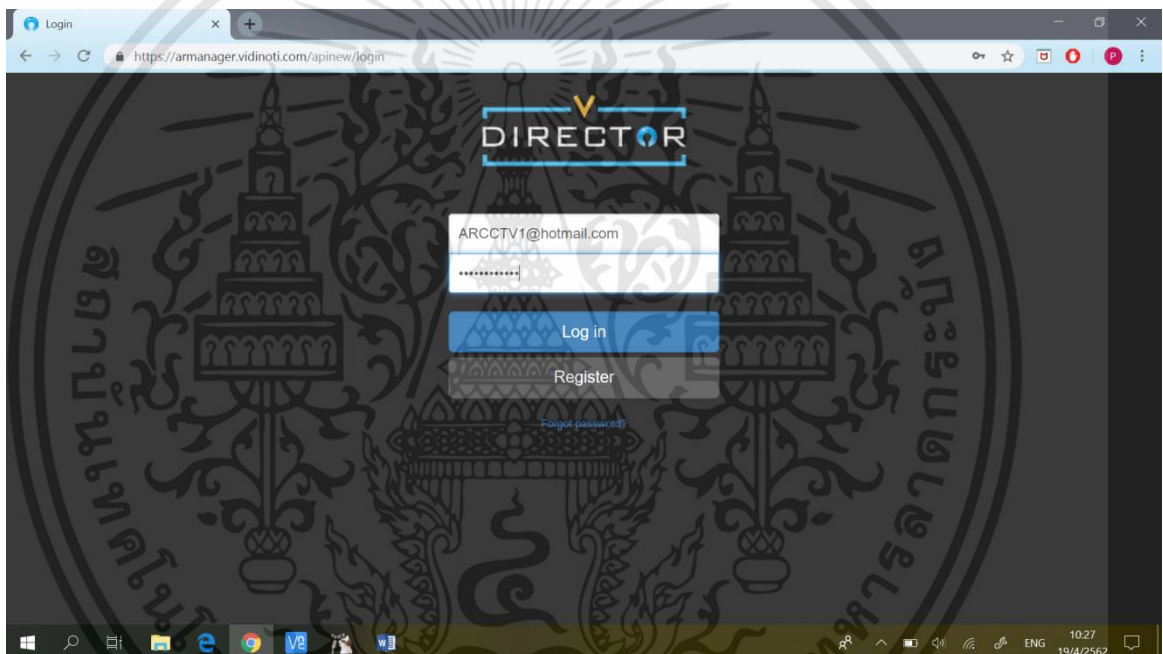 Login
https://armanager.vidinoti.com/apinew/login
V
DIRECTOR
ARCCTV1@hotmail.com
••••••••••••
Log in
Register
Forgot password?
ENG
10:27
19/4/2562